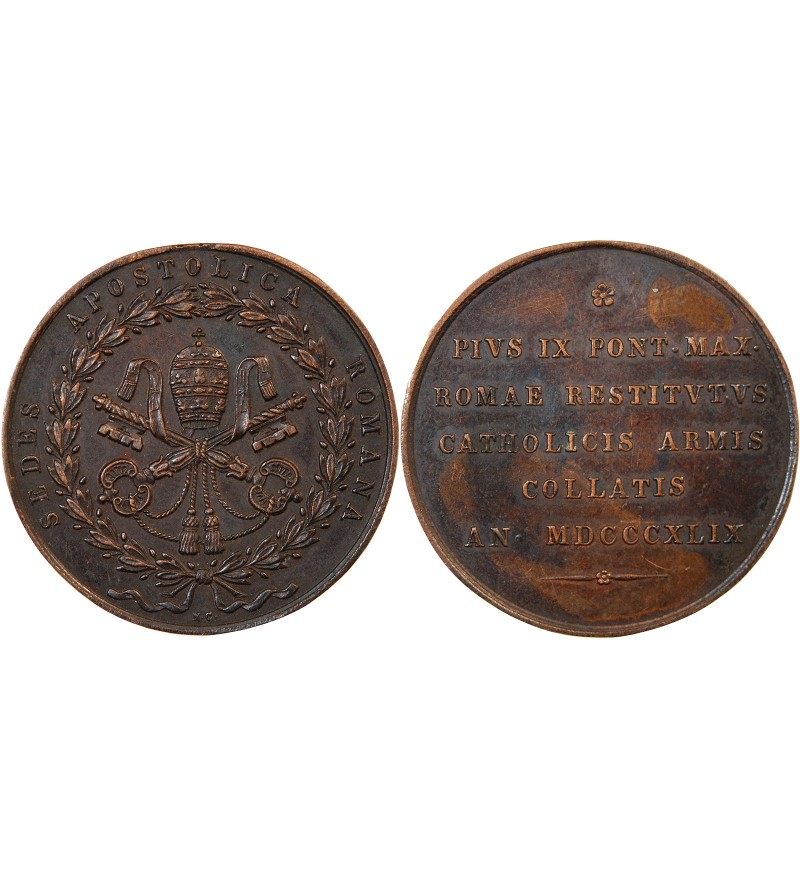 SEDES APOSTOLICA ROMANA
N.C.
PIVS IX PONT·MAX·
ROMAE RESTITVTVS
CATHOLICIS ARMIS
COLLATIS
AN· MDCCCXLIX